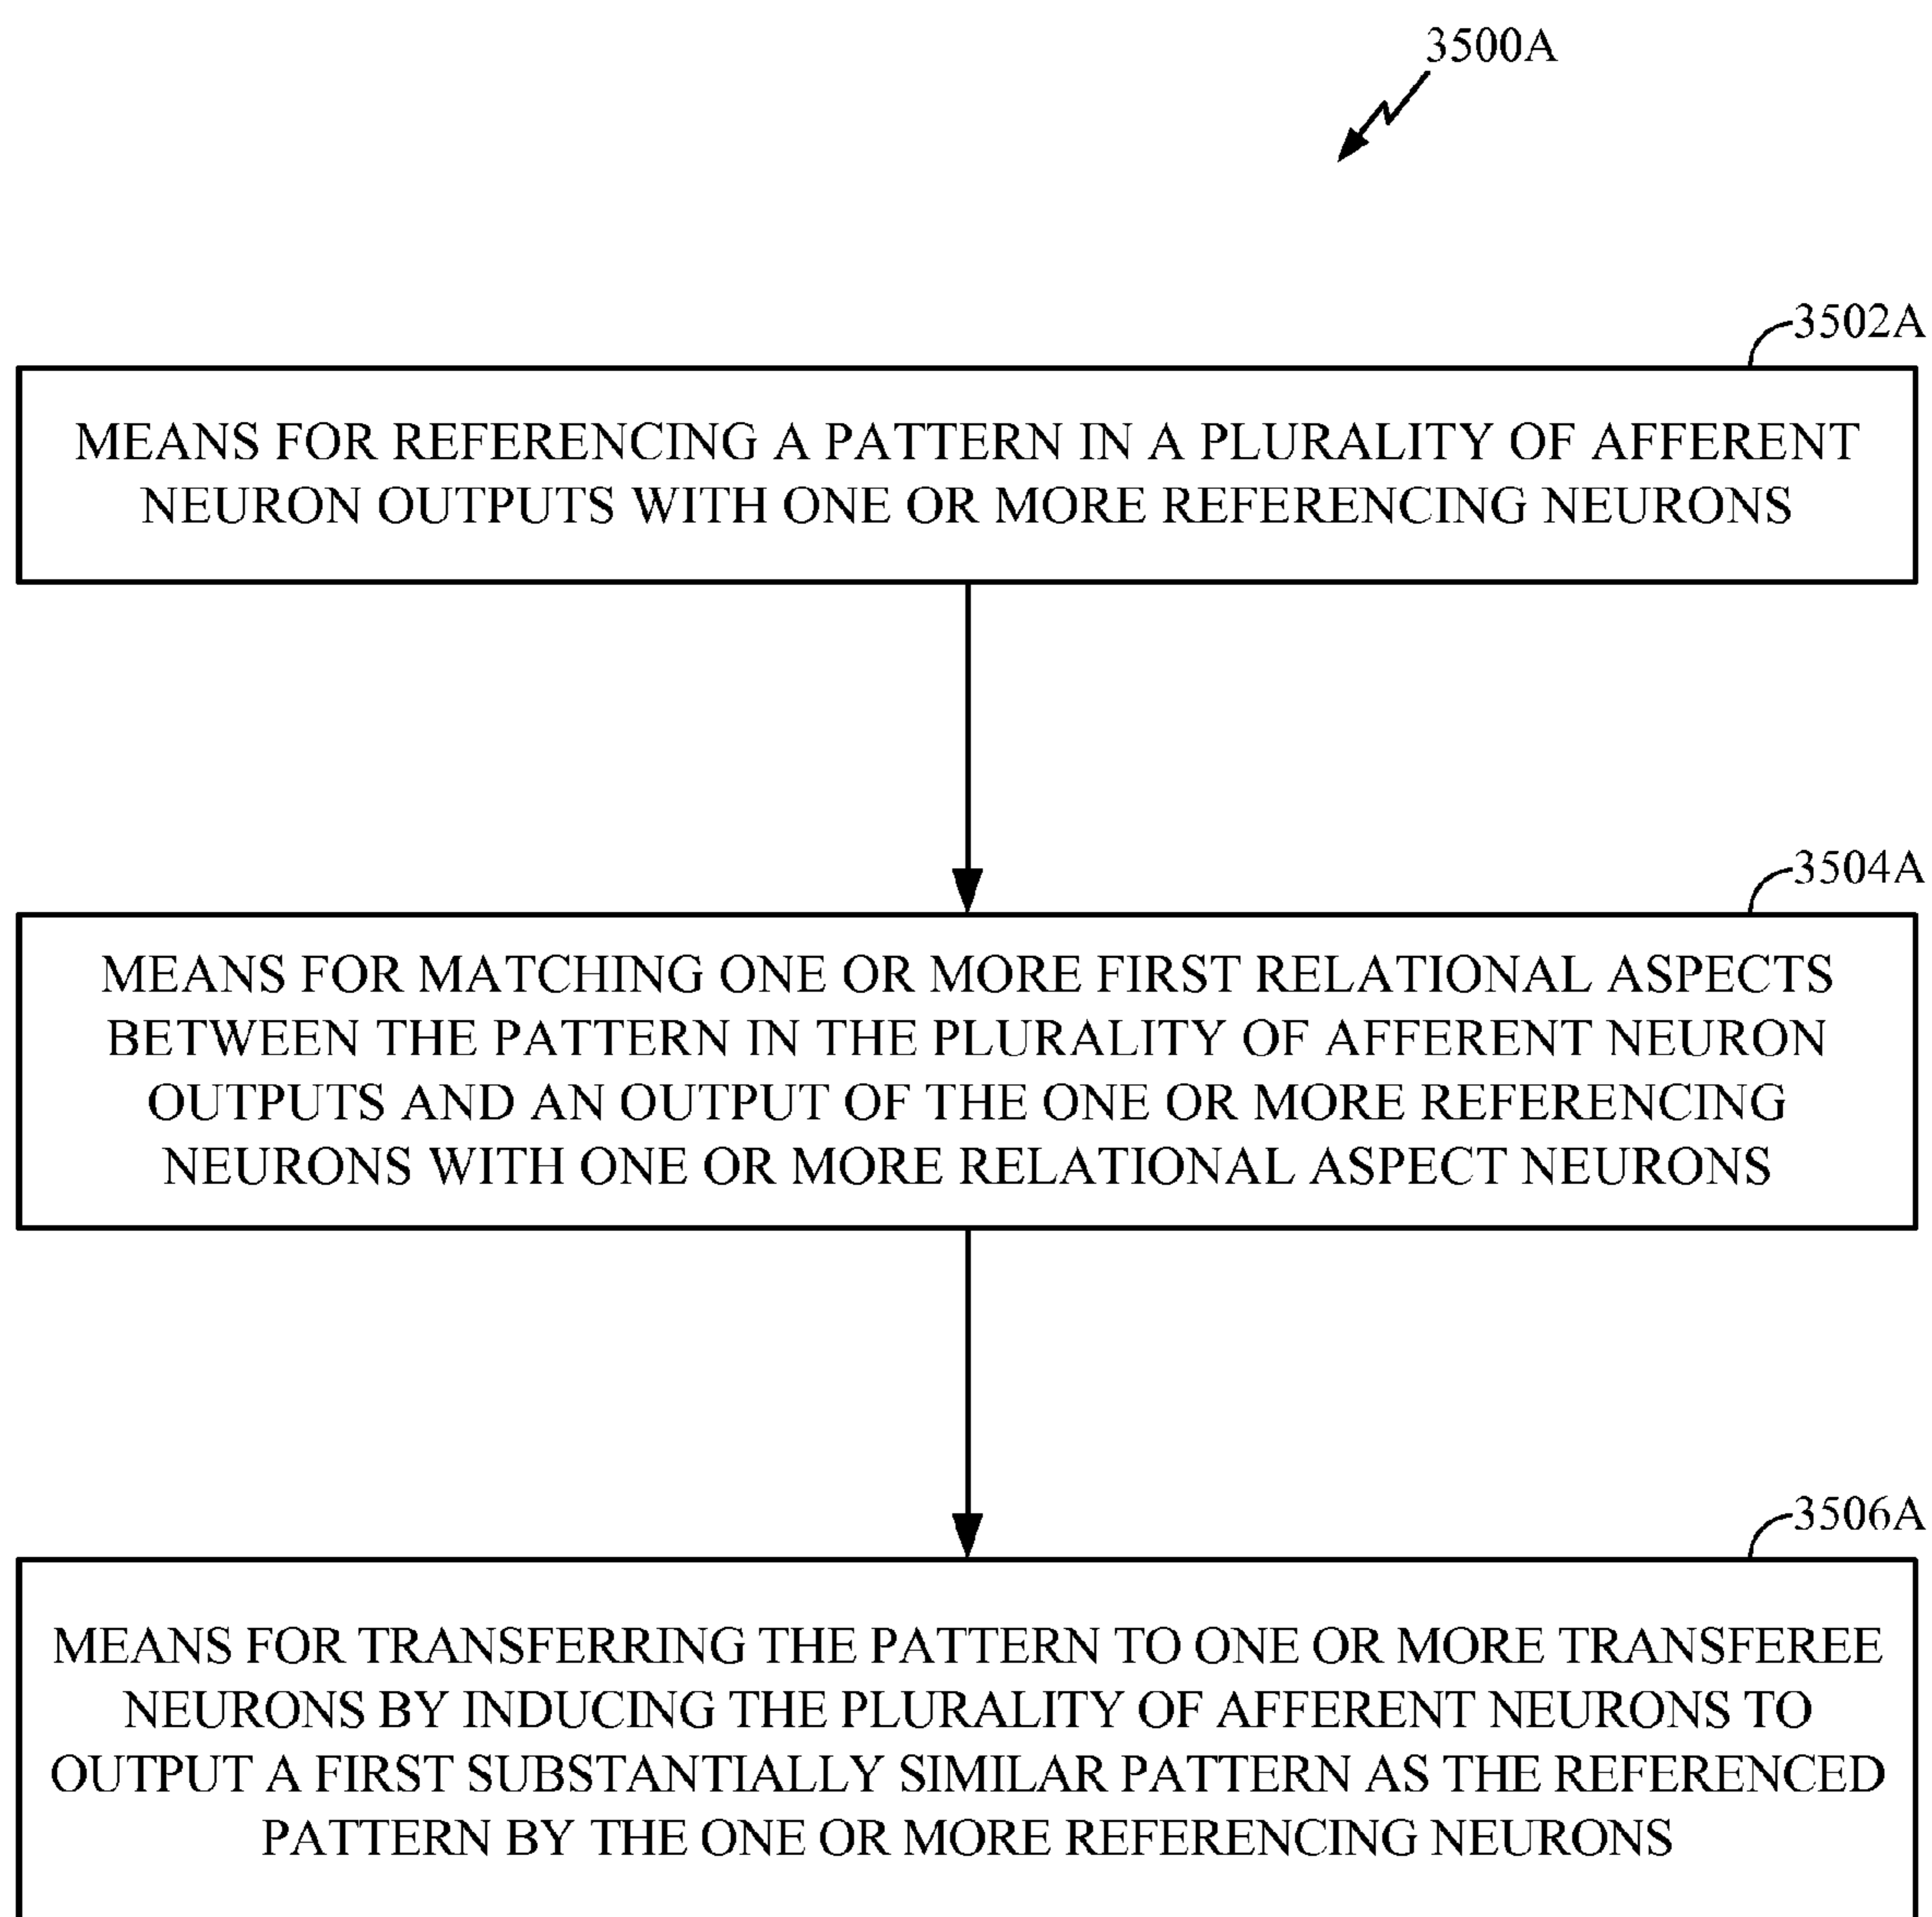 3500A
3502A
MEANS FOR REFERENCING A PATTERN IN A PLURALITY OF AFFERENT
NEURON OUTPUTS WITH ONE OR MORE REFERENCING NEURONS
3504A
MEANS FOR MATCHING ONE OR MORE FIRST RELATIONAL ASPECTS
BETWEEN THE PATTERN IN THE PLURALITY OF AFFERENT NEURON
OUTPUTS AND AN OUTPUT OF THE ONE OR MORE REFERENCING
NEURONS WITH ONE OR MORE RELATIONAL ASPECT NEURONS
3506A
MEANS FOR TRANSFERRING THE PATTERN TO ONE OR MORE TRANSFEREE
NEURONS BY INDUCING THE PLURALITY OF AFFERENT NEURONS TO
OUTPUT A FIRST SUBSTANTIALLY SIMILAR PATTERN AS THE REFERENCED
PATTERN BY THE ONE OR MORE REFERENCING NEURONS